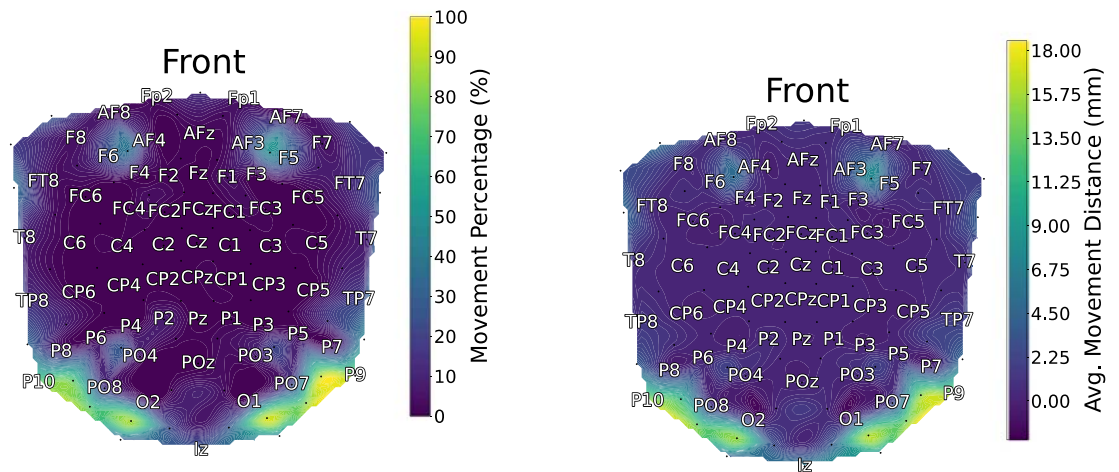 Front
Fp2 Fp1
AF8 AF7
F8 AF4 AFz AF3 F7
F6 F5
F4 F2 Fz F1 F3
FT8 FT7
FC6 FC5
FC4 FC2 FCz FC1 FC3
T8 C6 C4 C2 Cz C1 C3 C5 T7
CP6 CP4 CP2 CPz CP1 CP3 CP5
TP8 TP7
P6 P4 P2 Pz P1 P3 P5
P8 P7
PO4 POz PO3
P10 PO8 PO7 P9
O2 O1
Iz
100
90
80
70
60
50
40
30
20
10
0
Movement Percentage (%)
Front
Fp2 Fp1
AF8 AF7
F8 AF4 AFz AF3 F7
F6 F5
F4 F2 Fz F1 F3
FT8 FT7
FC6 FC5
FC4 FC2 FCz FC1 FC3
T8 C6 C4 C2 Cz C1 C3 C5 T7
CP6 CP4 CP2 CPz CP1 CP3 CP5
TP8 TP7
P6 P4 P2 Pz P1 P3 P5
P8 P7
PO4 POz PO3
P10 PO8 PO7 P9
O2 O1
Iz
18.00
15.75
13.50
11.25
9.00
6.75
4.50
2.25
0.00
Avg. Movement Distance (mm)